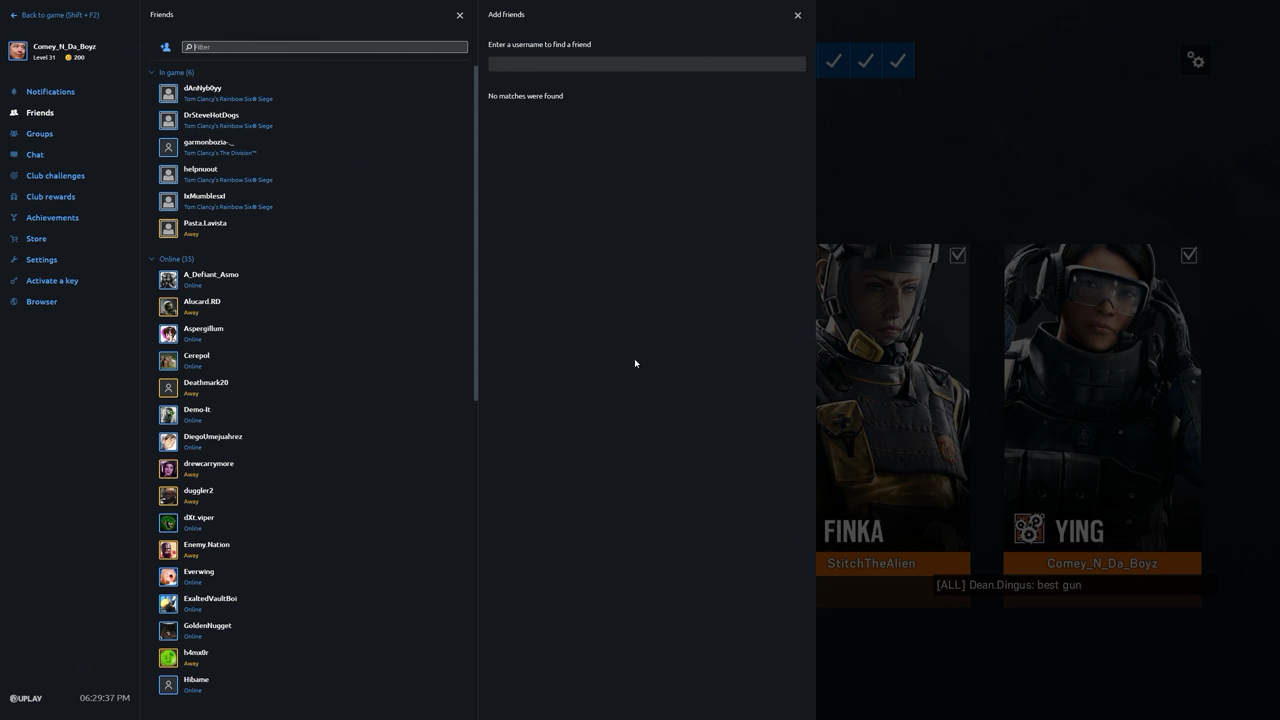 Back to game (Shift + F2)
Comey_N_Da_Boyz
Level 31
200
Notifications
Friends
Groups
Chat
Club challenges
Club rewards
Achievements
Store
Settings
Activate a key
Browser
UPLAY
06:29:37 PM
Friends
Filter
In game (6)
dAnNyb0yy
Tom Clancy's Rainbow Six® Siege
DrSteveHotDogs
Tom Clancy's Rainbow Six® Siege
garmonbozia-._
Tom Clancy's The Division™
helpnuout
Tom Clancy's Rainbow Six® Siege
IxMumblesxI
Tom Clancy's Rainbow Six® Siege
Pasta.Lavista
Away
Online (35)
A_Defiant_Asmo
Online
Alucard.RD
Away
Aspergillum
Online
Cerepol
Online
Deathmark20
Away
Demo-It
Online
DiegoUmejuahrez
Online
drewcarrymore
Away
duggler2
Away
dXt.viper
Online
Enemy.Nation
Away
Everwing
Online
ExaltedVaultBoi
Online
GoldenNugget
Online
h4mx0r
Away
Hibame
Online
Add friends
Enter a username to find a friend
No matches were found
FINKA
StitchTheAlien
YING
Comey_N_Da_Boyz
[ALL] Dean.Dingus: best gun